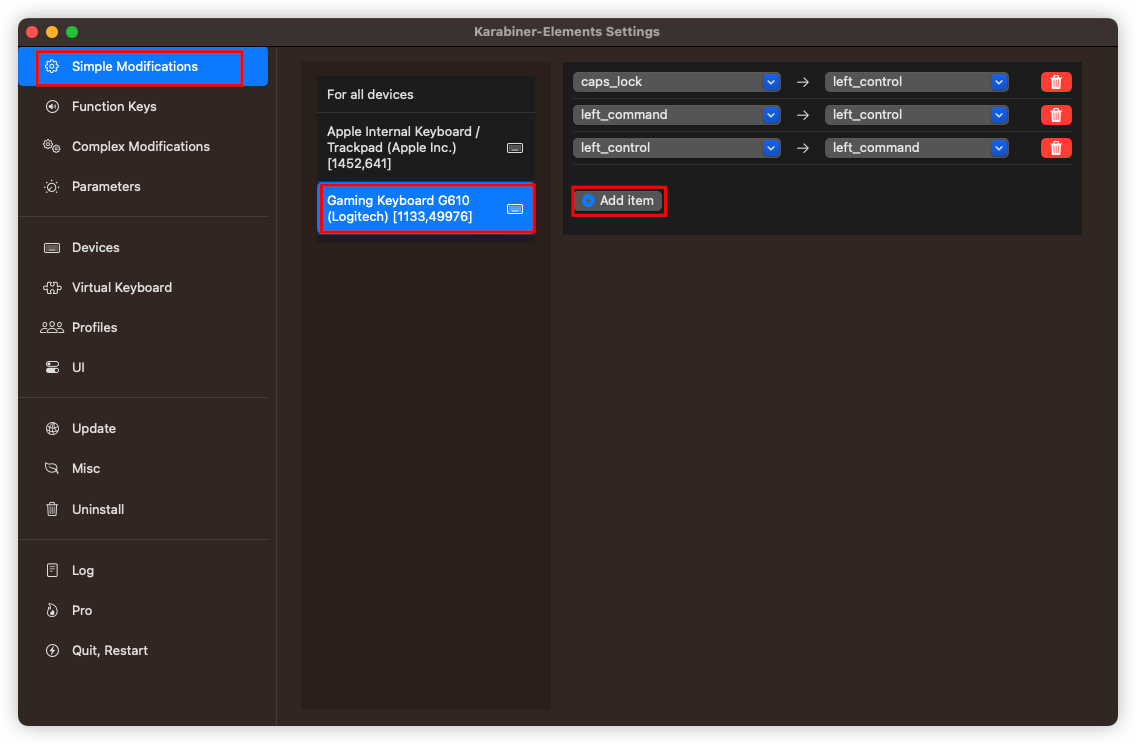 Karabiner-Elements Settings
Simple Modifications
Function Keys
Complex Modifications
Parameters
Devices
Virtual Keyboard
Profiles
UI
Update
Misc
Uninstall
Log
Pro
Quit, Restart
For all devices
Apple Internal Keyboard /
Trackpad (Apple Inc.)
[1452,641]
Gaming Keyboard G610
(Logitech) [1133,49976]
caps_lock → left_control
left_command → left_control
left_control → left_command
Add item